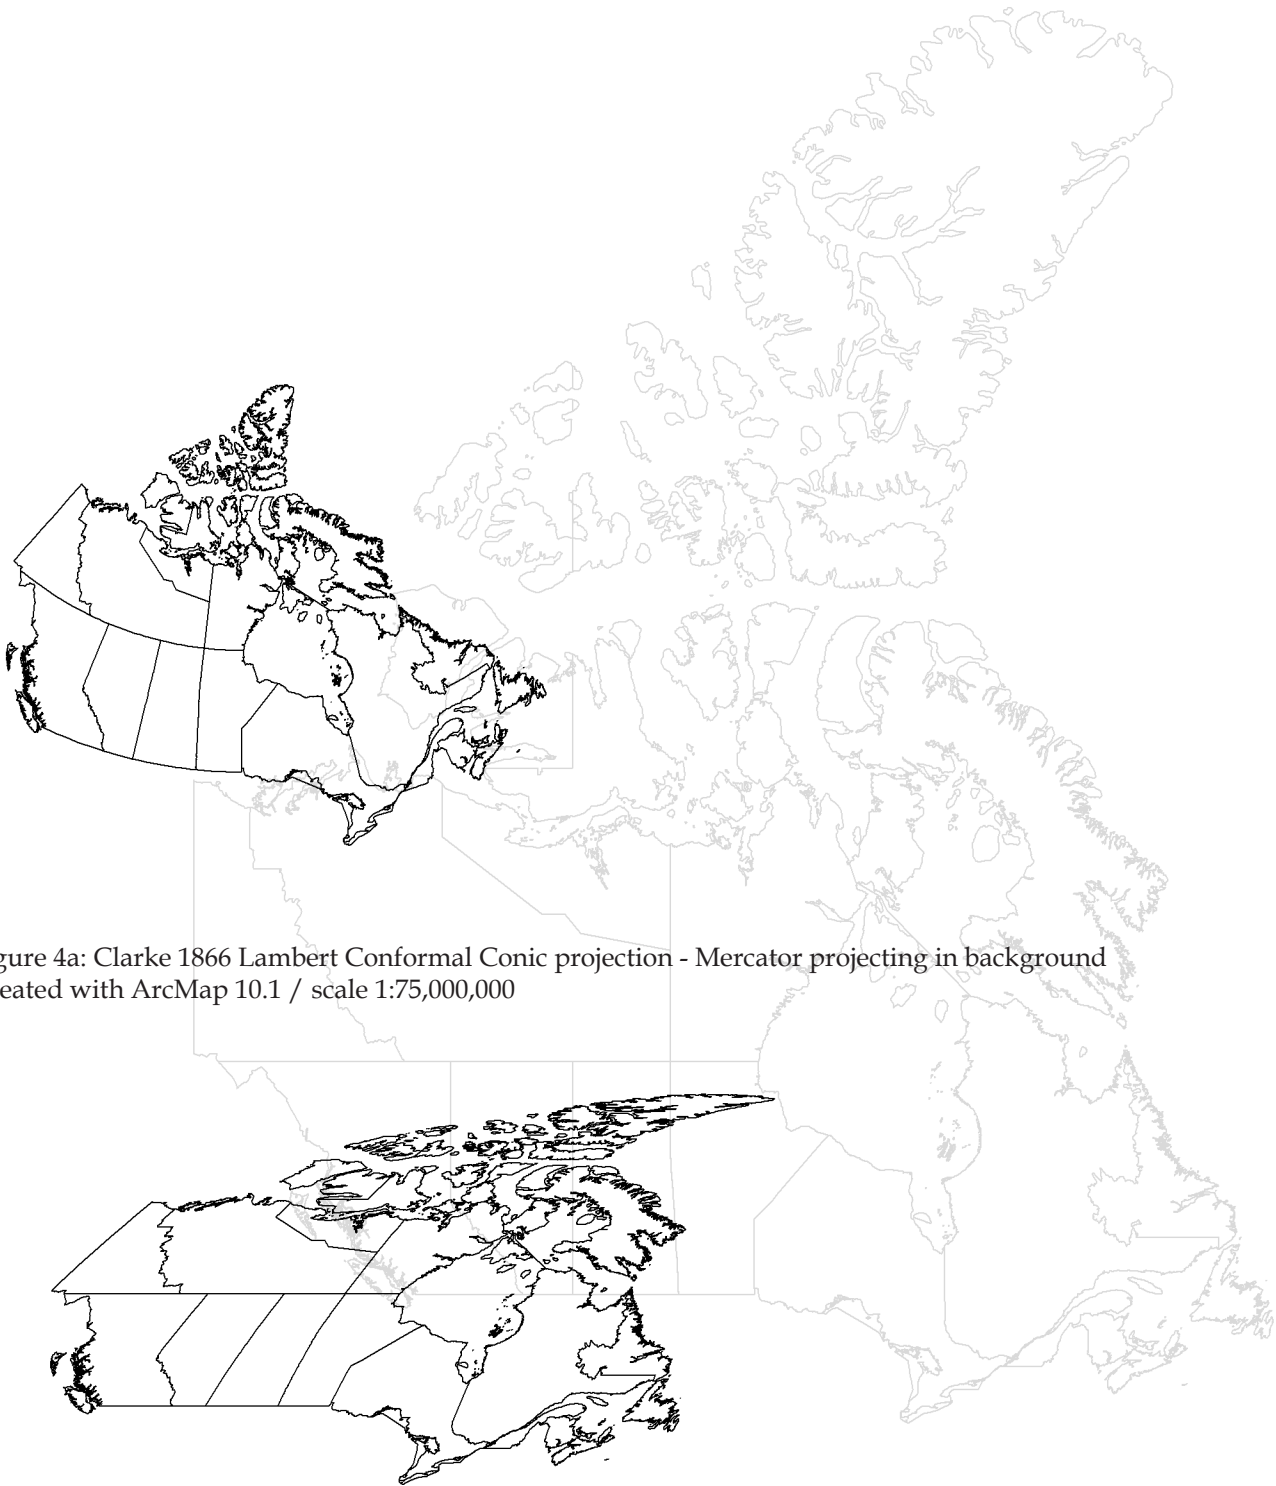 gure 4a: Clarke 1866 Lambert Conformal Conic projection - Mercator projecting in background
eated with ArcMap 10.1 / scale 1:75,000,000